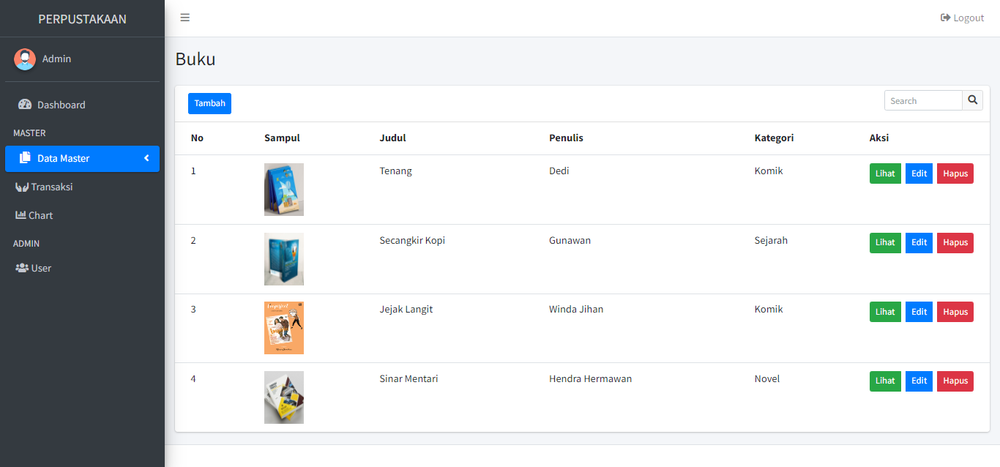 PERPUSTAKAAN
Logout
Admin
Buku
Dashboard
MASTER
Data Master
Transaksi
Chart
ADMIN
User
Tambah
Search
No Sampul Judul Penulis Kategori Aksi
1 Tenang Dedi Komik Lihat Edit Hapus
2 Secangkir Kopi Gunawan Sejarah Lihat Edit Hapus
3 Jejak Langit Winda Jihan Komik Lihat Edit Hapus
4 Sinar Mentari Hendra Hermawan Novel Lihat Edit Hapus